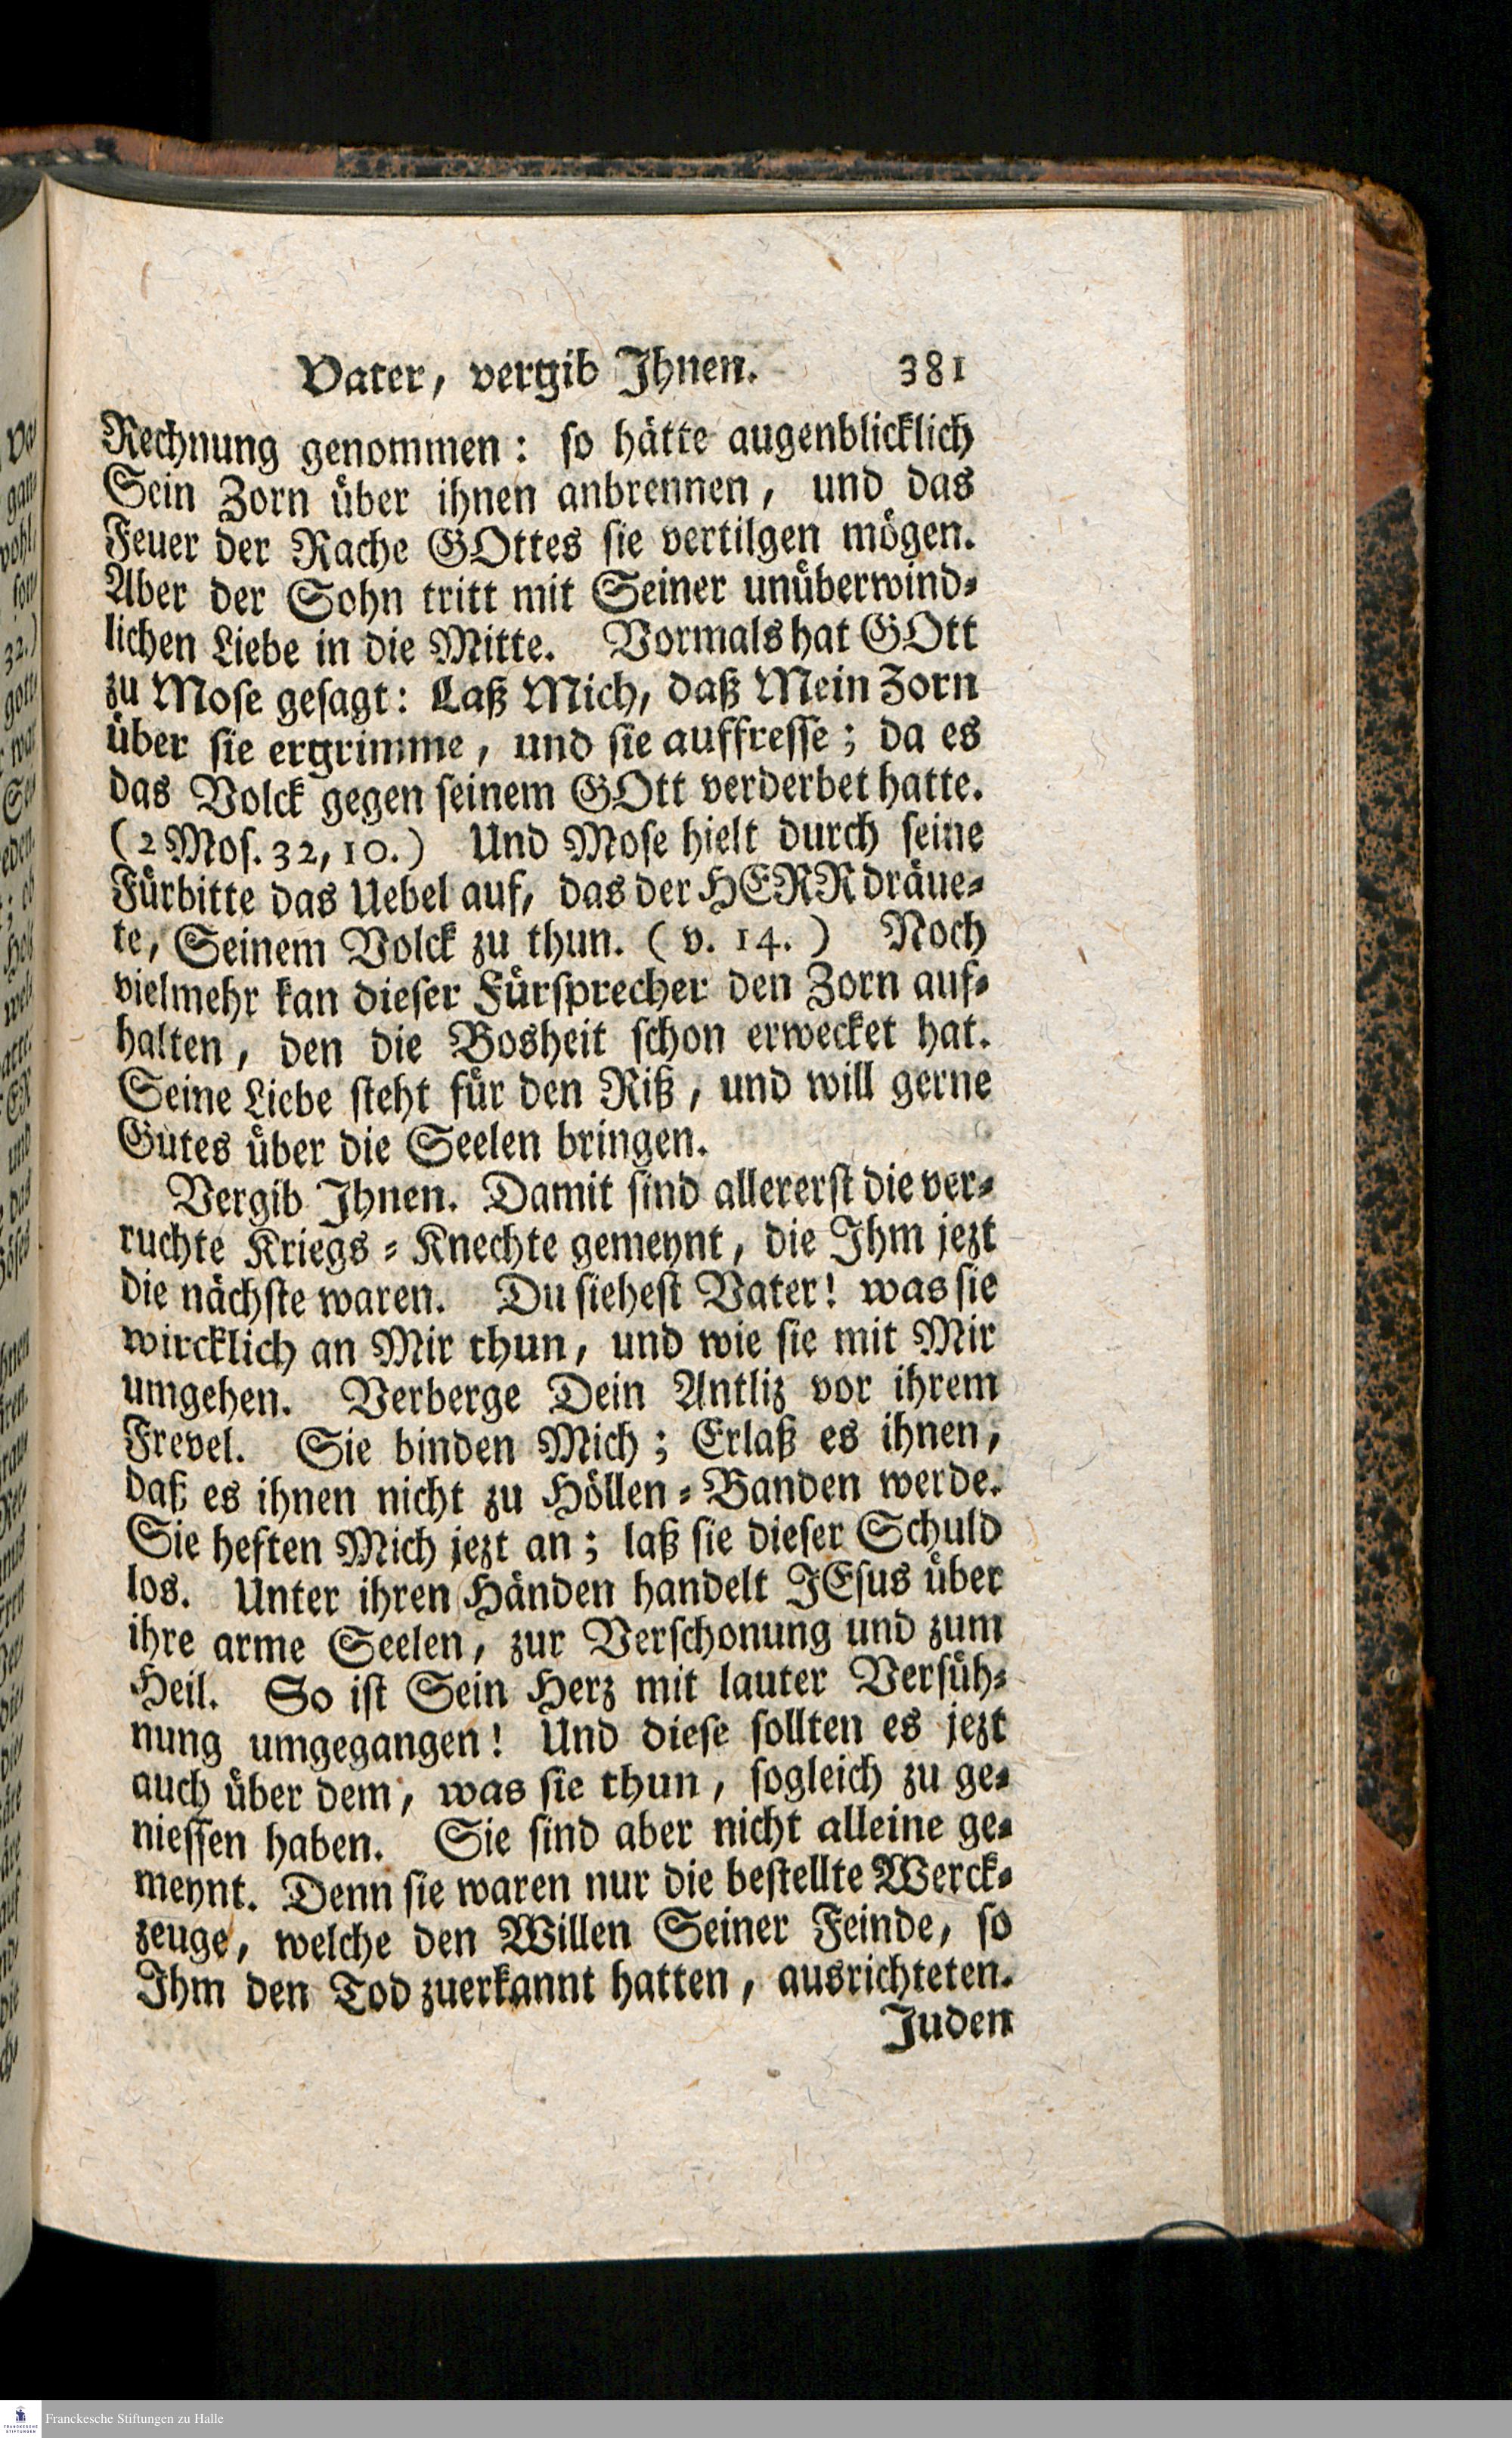 Vater, vergib Ihnen. 381
Rechnung genommen: so hätte augenblicklich
Sein Zorn über ihnen anbrennen, und das
Feuer der Rache GOttes sie vertilgen mögen.
Aber der Sohn tritt mit Seiner unüberwind-
lichen Liebe in die Mitte. Vormals hat GOtt
zu Mose gesagt: Laß Mich, daß Mein Zorn
über sie ergrimme, und sie auffresse; da es
das Volck gegen seinem GOtt verderbet hatte.
(2 Mos. 32, 10.) Und Mose hielt durch seine
Fürbitte das Uebel auf, das der HERR dräue-
te, Seinem Volck zu thun. (v. 14.) Noch
vielmehr kan dieser Fürsprecher den Zorn auf-
halten, den die Bosheit schon erwecket hat.
Seine Liebe steht für den Riß, und will gerne
Gutes über die Seelen bringen.
Vergib Ihnen. Damit sind allererst die ver-
ruchte Kriegs-Knechte gemeynt, die Ihm jezt
die nächste waren. Du siehest Vater! was sie
wircklich an Mir thun, und wie sie mit Mir
umgehen. Verberge Dein Antliz vor ihrem
Frevel. Sie binden Mich; Erlaß es ihnen,
daß es ihnen nicht zu Höllen-Banden werde.
Sie heften Mich jezt an; laß sie dieser Schuld
los. Unter ihren Händen handelt JEsus über
ihre arme Seelen, zur Verschonung und zum
Heil. So ist Sein Herz mit lauter Versüh-
nung umgegangen! Und diese sollten es jezt
auch über dem, was sie thun, sogleich zu ge-
niessen haben. Sie sind aber nicht alleine ge-
meynt. Denn sie waren nur die bestellte Werck-
zeuge, welche den Willen Seiner Feinde, so
Ihm den Tod zuerkannt hatten, ausrichteten.
Juden
Franckesche Stiftungen zu Halle